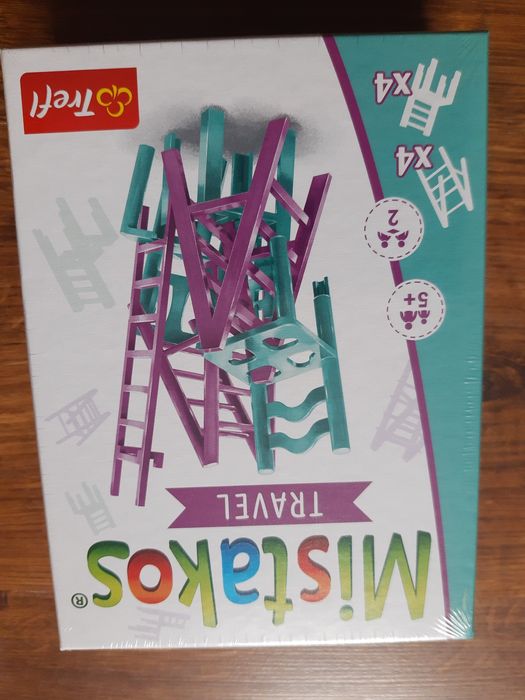 Mistakos®
TRAVEL
5+
2
x4
x4
Trefl